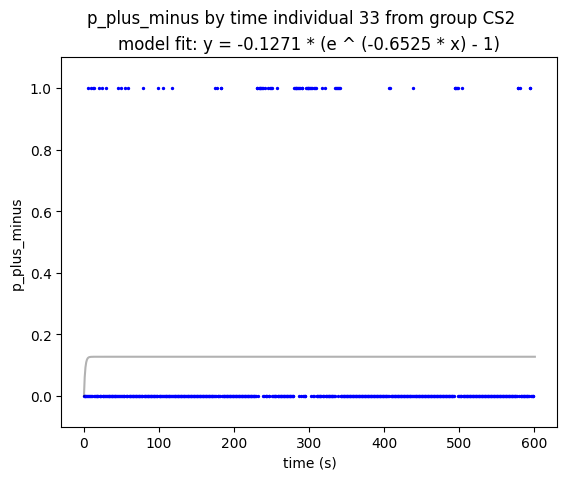 p_plus_minus by time individual 33 from group CS2
model fit: y = -0.1271 * (e ^ (-0.6525 * x) - 1)
1.0
0.8
0.6
0.4
0.2
0.0
p_plus_minus
0 100 200 300 400 500 600
time (s)